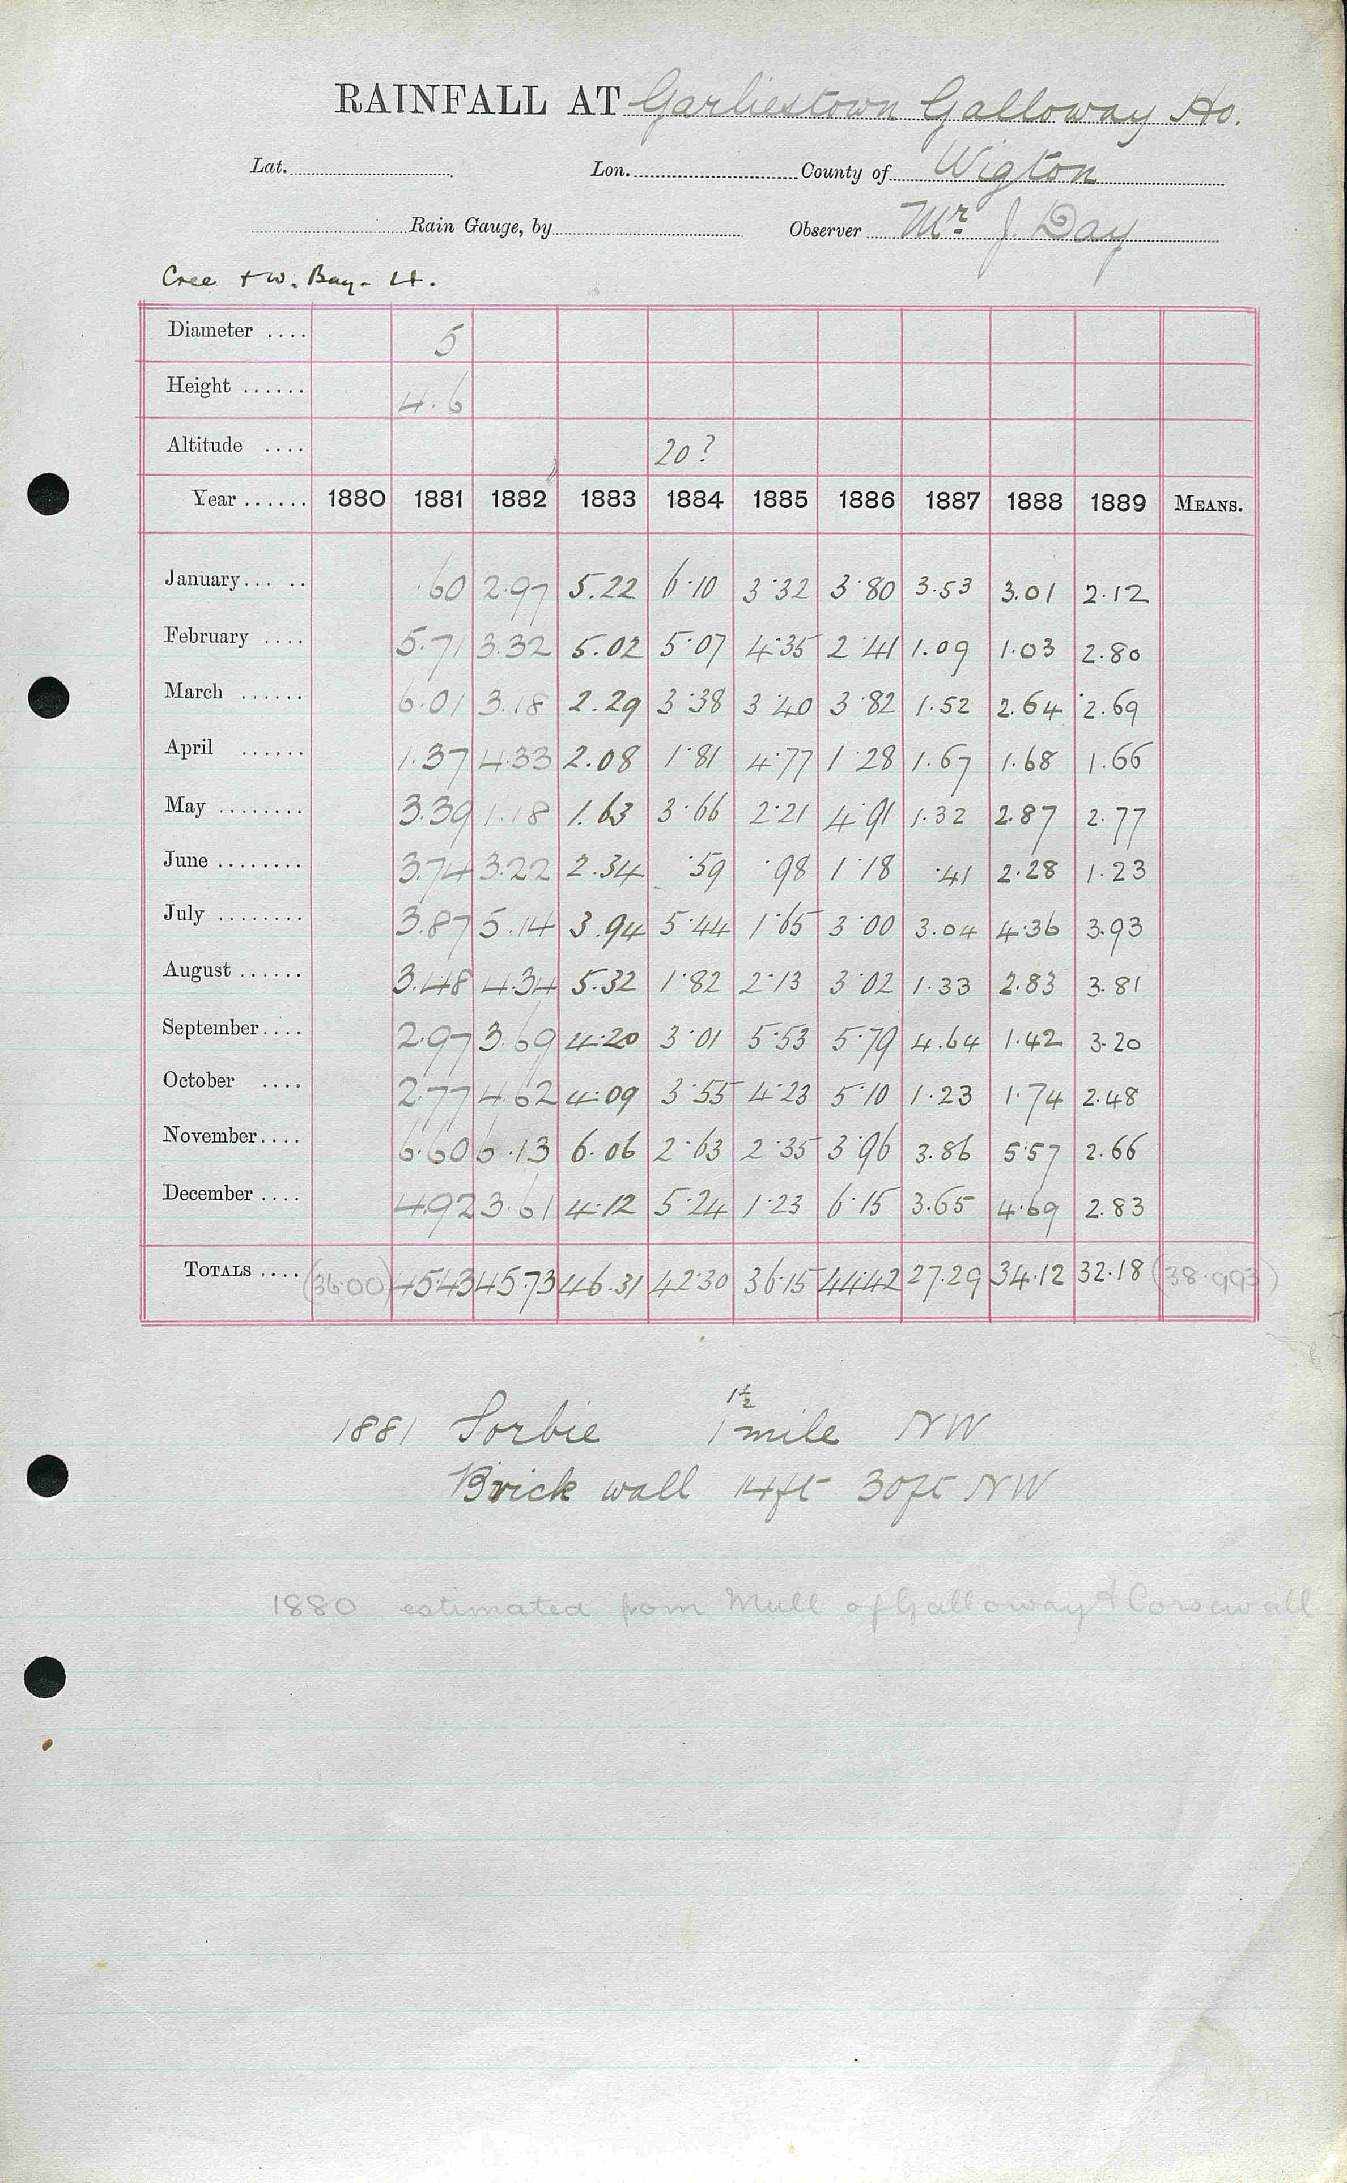 RAINFALL AT Garliestown Galloway Ho.
Lat. Lon. County of Wigton
Rain Gauge, by Observer Mr. J. Day
Cree + W. Bay. Lt.
Diameter .... 5
Height ...... 4.6
Altitude .... 20?
Year ...... 1880 1881 1882 1883 1884 1885 1886 1887 1888 1889 MEANS.
January... .. .60 2.97 5.22 6.10 3.32 3.80 3.53 3.01 2.12
February .... 5.71 3.32 5.02 5.07 4.35 2.41 1.09 1.03 2.80
March ...... 6.01 3.18 2.29 3.38 3.40 3.82 1.52 2.64 2.69
April ...... 1.37 4.33 2.08 1.81 4.77 1.28 1.67 1.68 1.66
May ........ 3.39 1.18 1.63 3.66 2.21 4.91 1.32 2.87 2.77
June ........ 3.74 3.22 2.34 .59 .98 1.18 .41 2.28 1.23
July ........ 3.87 5.14 3.94 5.44 1.65 3.00 3.04 4.36 3.93
August ...... 3.48 4.34 5.32 1.82 2.13 3.02 1.33 2.83 3.81
September.... 2.97 3.69 4.20 3.01 5.53 5.79 4.64 1.42 3.20
October .... 2.77 4.62 4.09 3.55 4.23 5.10 1.23 1.74 2.48
November.... 6.60 6.13 6.06 2.63 2.35 3.96 3.86 5.57 2.66
December .... 4.92 3.61 4.12 5.24 1.23 6.15 3.65 4.69 2.83
TOTALS .... (36.00) 45.43 45.73 46.31 42.30 36.15 44.42 27.29 34.12 32.18 (38.993)
1½
1881 Sorbie 1 mile NW
Brick wall 14ft 30ft NW
1880 estimated from Mull of Galloway & Corsewall